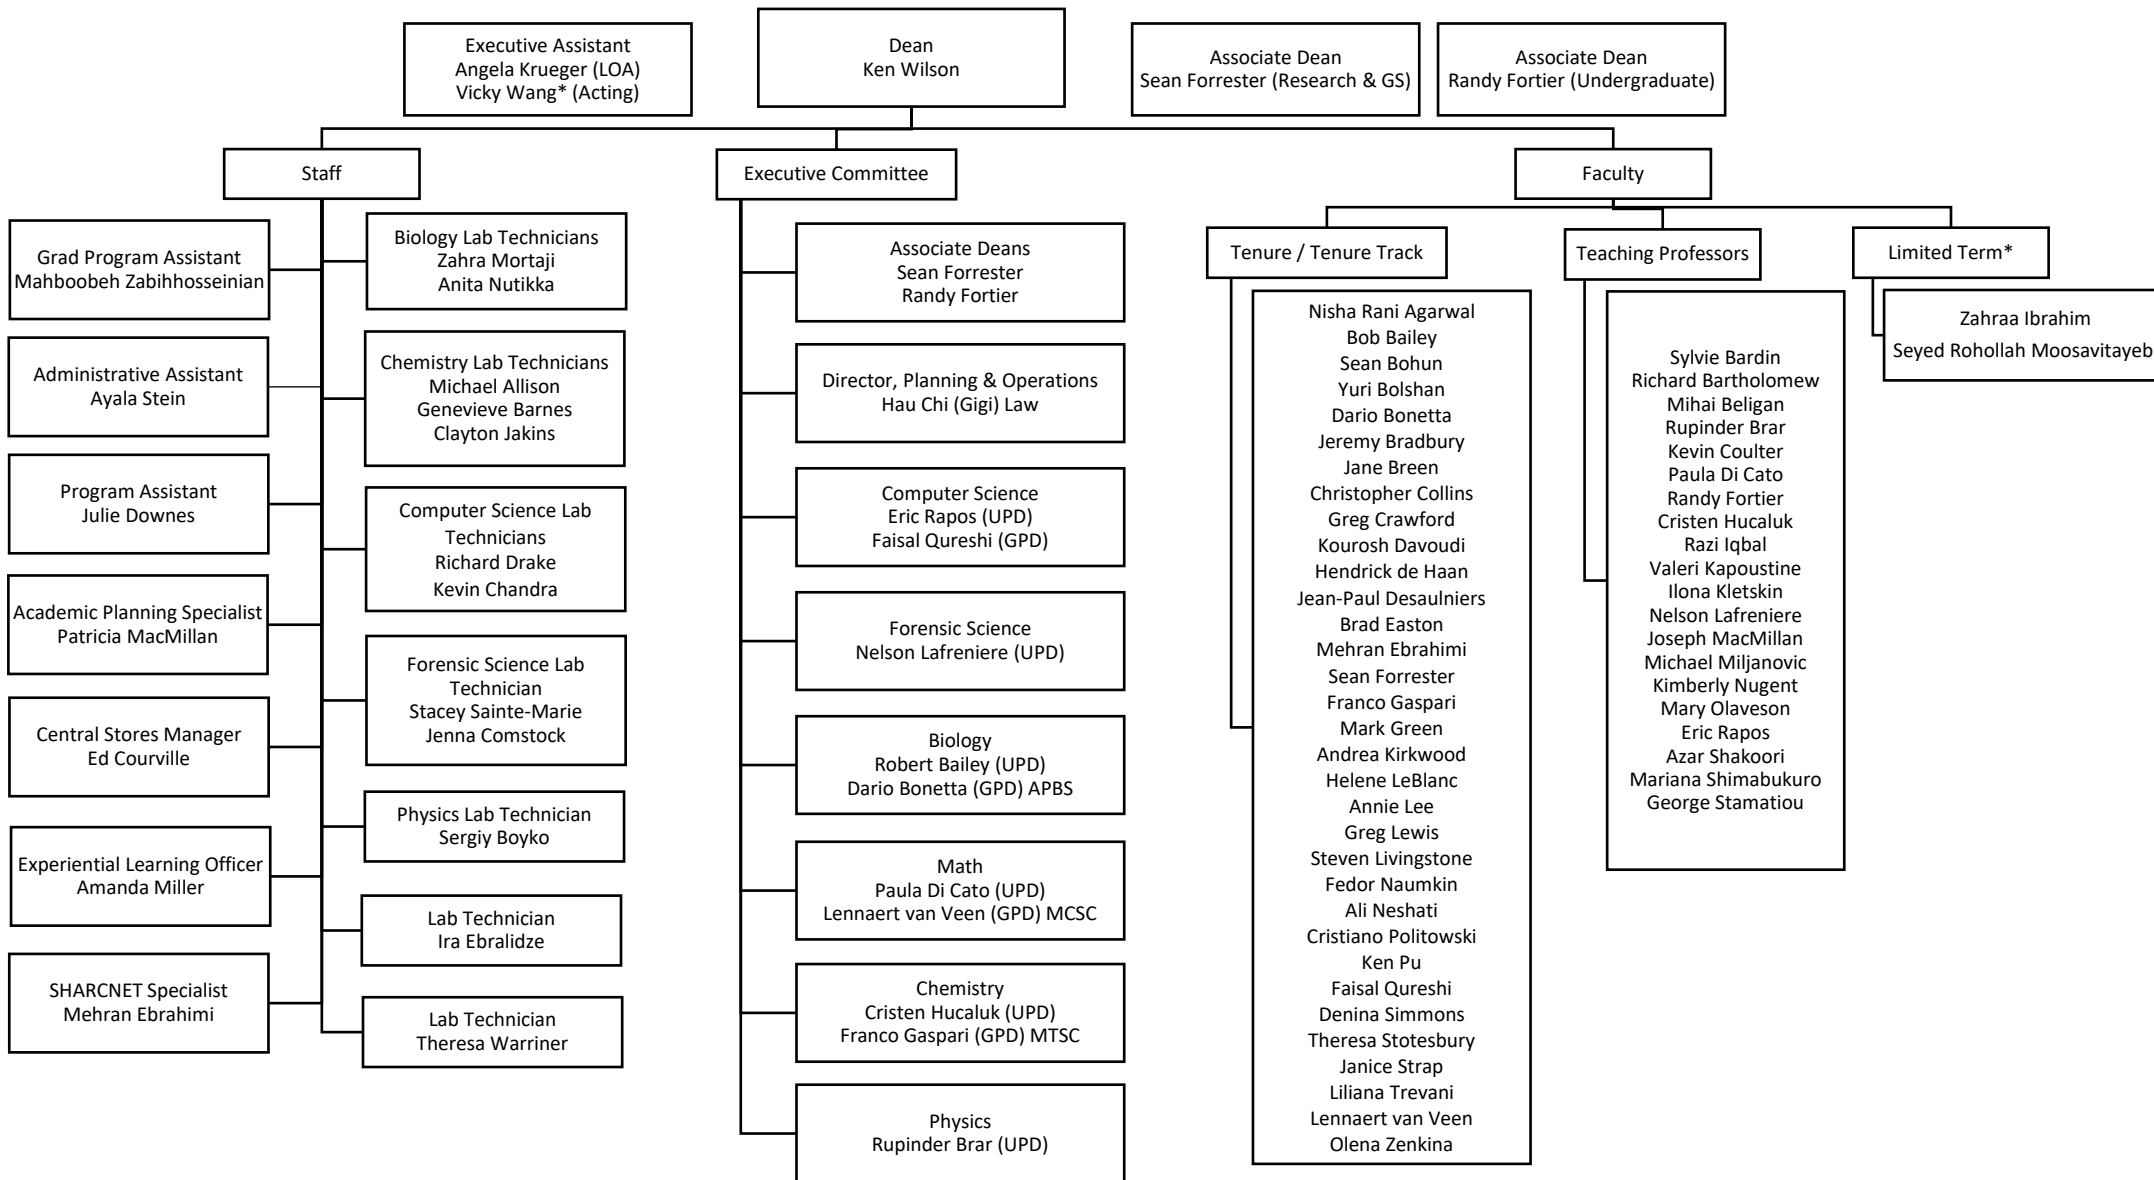 Executive Assistant
Angela Krueger (LOA)
Vicky Wang* (Acting)
Dean
Ken Wilson
Associate Dean
Sean Forrester (Research & GS)
Associate Dean
Randy Fortier (Undergraduate)
Staff
Executive Committee
Faculty
Grad Program Assistant
Mahboobeh Zabihhosseinian
Administrative Assistant
Ayala Stein
Program Assistant
Julie Downes
Academic Planning Specialist
Patricia MacMillan
Central Stores Manager
Ed Courville
Experiential Learning Officer
Amanda Miller
SHARCNET Specialist
Mehran Ebrahimi
Biology Lab Technicians
Zahra Mortaji
Anita Nutikka
Chemistry Lab Technicians
Michael Allison
Genevieve Barnes
Clayton Jakins
Computer Science Lab
Technicians
Richard Drake
Kevin Chandra
Forensic Science Lab
Technician
Stacey Sainte-Marie
Jenna Comstock
Physics Lab Technician
Sergiy Boyko
Lab Technician
Ira Ebralidze
Lab Technician
Theresa Warriner
Associate Deans
Sean Forrester
Randy Fortier
Director, Planning & Operations
Hau Chi (Gigi) Law
Computer Science
Eric Rapos (UPD)
Faisal Qureshi (GPD)
Forensic Science
Nelson Lafreniere (UPD)
Biology
Robert Bailey (UPD)
Dario Bonetta (GPD) APBS
Math
Paula Di Cato (UPD)
Lennaert van Veen (GPD) MCSC
Chemistry
Cristen Hucaluk (UPD)
Franco Gaspari (GPD) MTSC
Physics
Rupinder Brar (UPD)
Tenure / Tenure Track
Nisha Rani Agarwal
Bob Bailey
Sean Bohun
Yuri Bolshan
Dario Bonetta
Jeremy Bradbury
Jane Breen
Christopher Collins
Greg Crawford
Kourosh Davoudi
Hendrick de Haan
Jean-Paul Desaulniers
Brad Easton
Mehran Ebrahimi
Sean Forrester
Franco Gaspari
Mark Green
Andrea Kirkwood
Helene LeBlanc
Annie Lee
Greg Lewis
Steven Livingstone
Fedor Naumkin
Ali Neshati
Cristiano Politowski
Ken Pu
Faisal Qureshi
Denina Simmons
Theresa Stotesbury
Janice Strap
Liliana Trevani
Lennaert van Veen
Olena Zenkina
Teaching Professors
Sylvie Bardin
Richard Bartholomew
Mihai Beligan
Rupinder Brar
Kevin Coulter
Paula Di Cato
Randy Fortier
Cristen Hucaluk
Razi Iqbal
Valeri Kapoustine
Ilona Kletskin
Nelson Lafreniere
Joseph MacMillan
Michael Miljanovic
Kimberly Nugent
Mary Olaveson
Eric Rapos
Azar Shakoori
Mariana Shimabukuro
George Stamatiou
Limited Term*
Zahraa Ibrahim
Seyed Rohollah Moosavitayeb